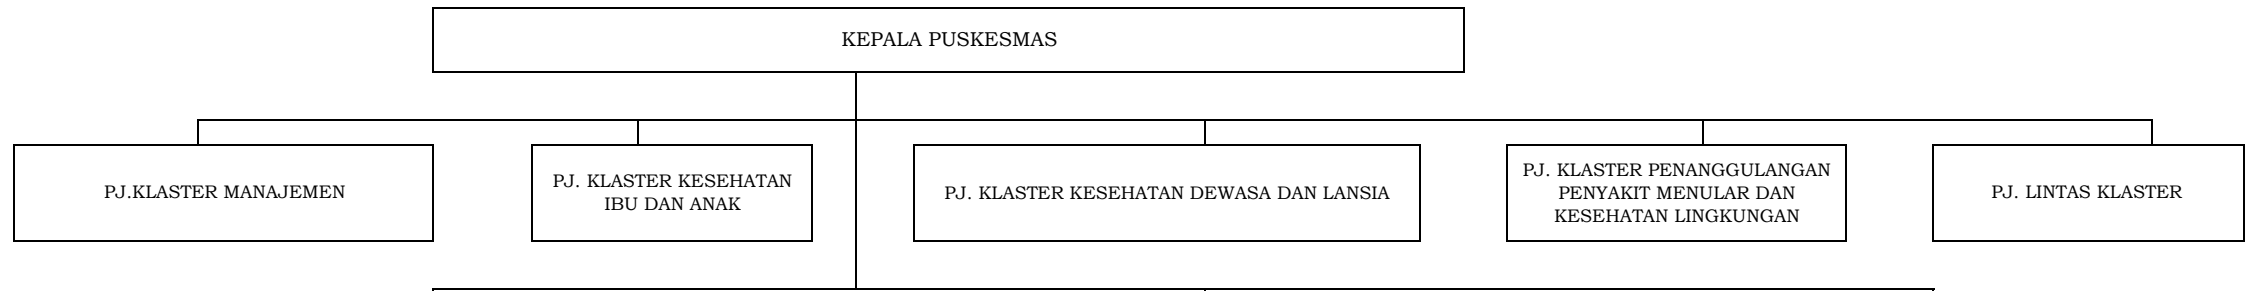 KEPALA PUSKESMAS
PJ.KLASTER MANAJEMEN
PJ. KLASTER KESEHATAN
IBU DAN ANAK
PJ. KLASTER KESEHATAN DEWASA DAN LANSIA
PJ. KLASTER PENANGGULANGAN
PENYAKIT MENULAR DAN
KESEHATAN LINGKUNGAN
PJ. LINTAS KLASTER